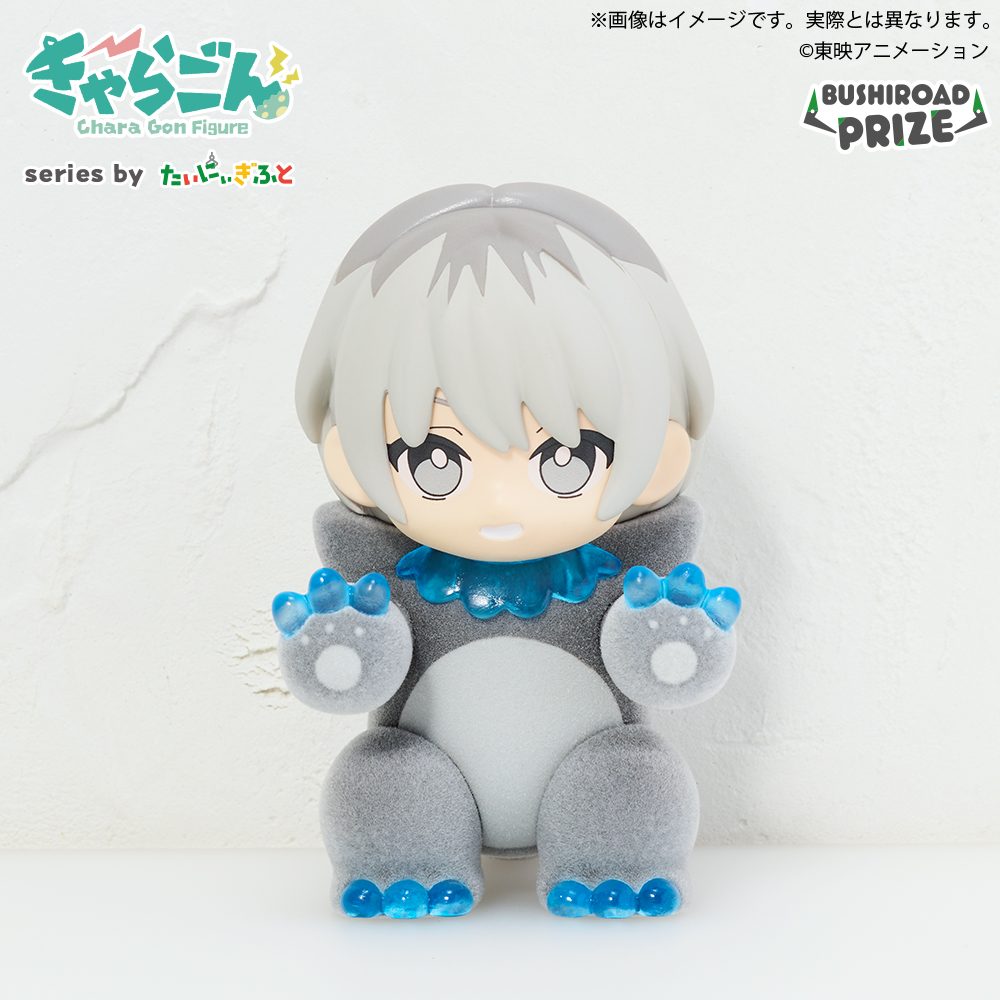 きゃらごん
Chara Gon Figure
series by たいにぃぎふと
※画像はイメージです。実際とは異なります。
©東映アニメーション
BUSHIROAD
PRIZE